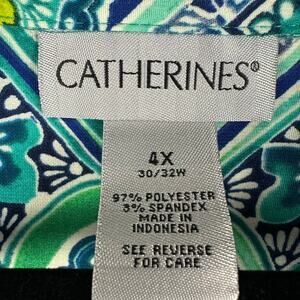 CATHERINES®
4X
30/32W
97% POLYESTER
3% SPANDEX
MADE IN
INDONESIA
SEE REVERSE
FOR CARE